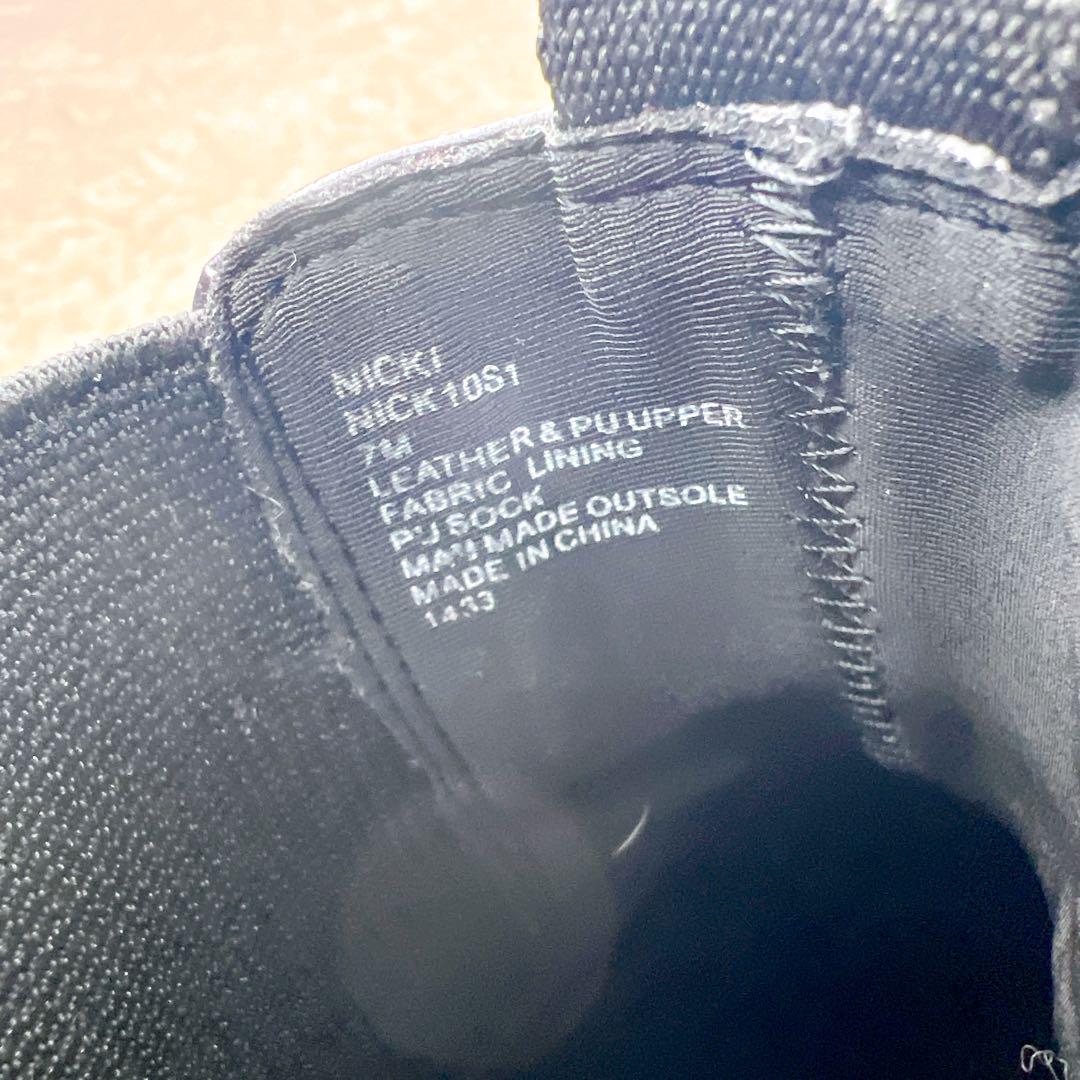 NICKI
NICK10S1
7M
LEATHER & PU UPPER
FABRIC LINING
PU SOCK
MAN MADE OUTSOLE
MADE IN CHINA
1433